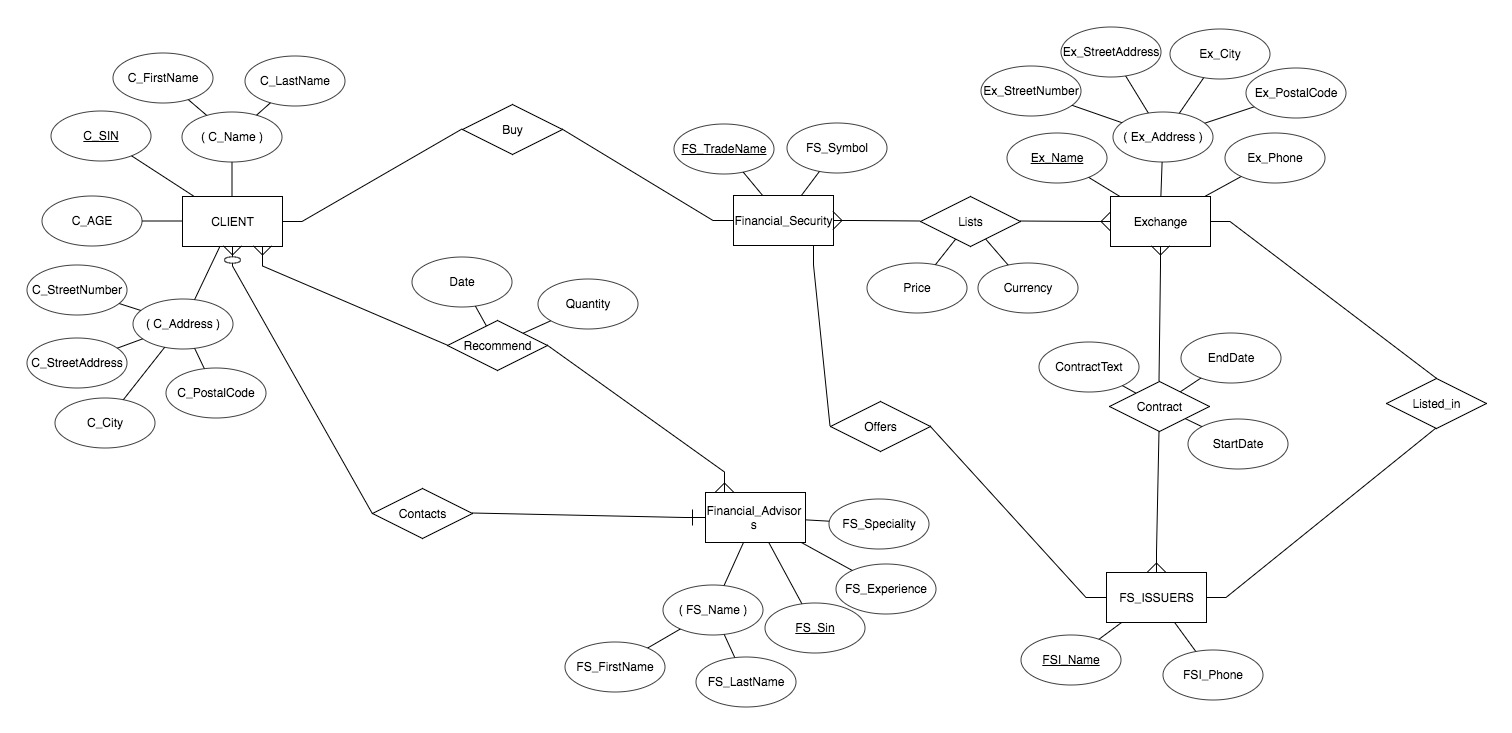 Ex_StreetAddress
Ex_City
C_FirstName
C_LastName
Ex_StreetNumber
Ex_PostalCode
C_SIN
( C_Name )
Buy
FS_TradeName
FS_Symbol
( Ex_Address )
Ex_Name
Ex_Phone
C_AGE
CLIENT
Financial_Security
Lists
Exchange
C_StreetNumber
Date
Quantity
Price
Currency
( C_Address )
Recommend
C_StreetAddress
C_PostalCode
C_City
ContractText
EndDate
Contract
StartDate
Listed_in
Offers
Contacts
Financial_Advisor
s
FS_Speciality
FS_Experience
( FS_Name )
FS_Sin
FS_FirstName
FS_LastName
FS_ISSUERS
FSI_Name
FSI_Phone